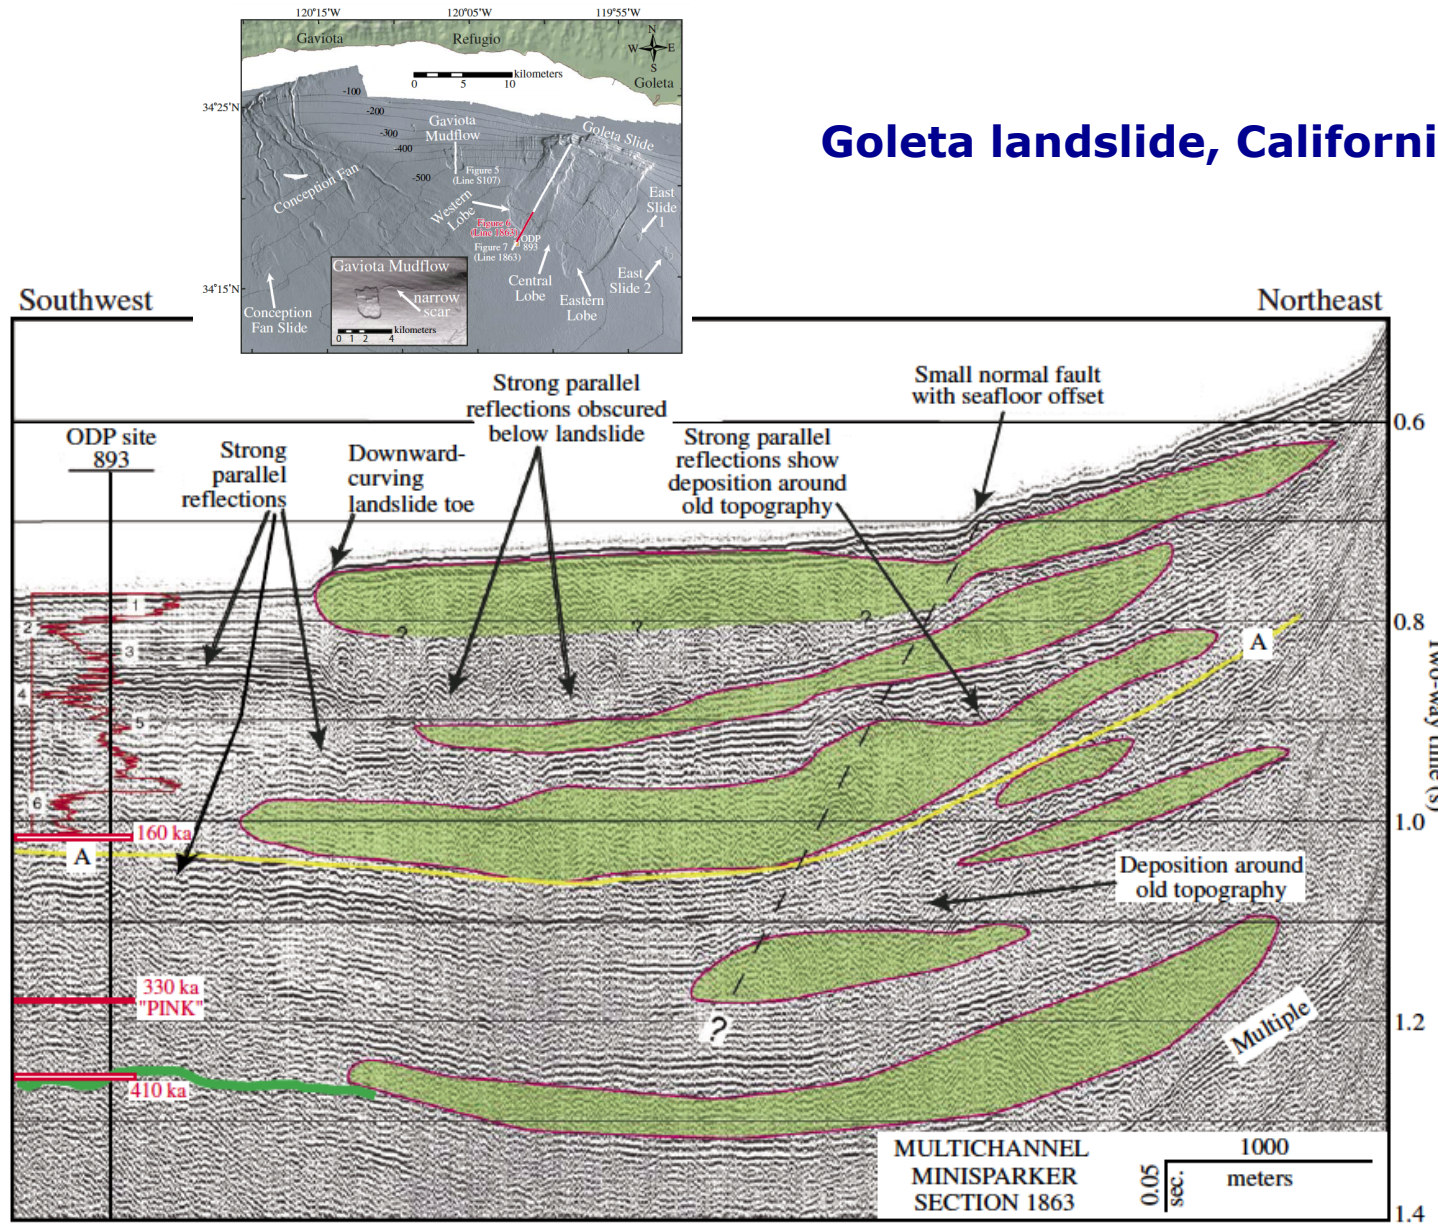 120°15'W
120°05'W
119°55'W
Gaviota
Refugio
N
W
E
S
kilometers
0
5
10
Goleta
34°25'N
-100
-200
-300
-400
-500
Gaviota
Mudflow
Goleta Slide
Figure 5
(Line S107)
Conception Fan
Western
Lobe
East
Slide
1
Figure 6
(Line 1863)
Figure 7
(Line 1863)
ODP
893
Central
Lobe
Eastern
Lobe
East
Slide 2
34°15'N
Conception
Fan Slide
Gaviota Mudflow
narrow
scar
kilometers
0 1 2 4
Goleta landslide, Californi
Southwest
Northeast
ODP site
893
Strong
parallel
reflections
Downward-
curving
landslide toe
Strong parallel
reflections obscured
below landslide
Strong parallel
reflections show
deposition around
old topography
Small normal fault
with seafloor offset
0.6
0.8
1.0
1.2
1.4
Two-way time (s)
1
2
3
4
5
6
?
?
?
A
160 ka
A
Deposition around
old topography
330 ka
"PINK"
?
410 ka
Multiple
MULTICHANNEL
MINISPARKER
SECTION 1863
0.05
sec.
1000
meters